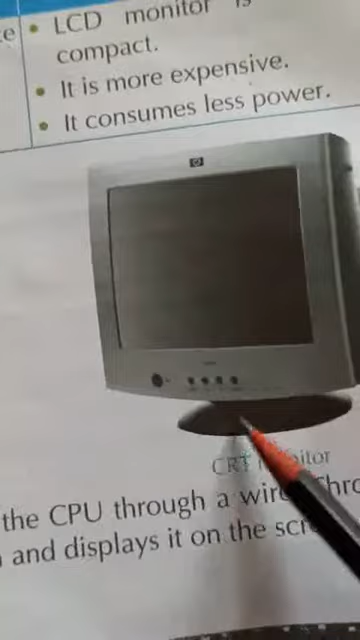 • LCD monitor is
compact.
• It is more expensive.
• It consumes less power.
hp
CRT
the CPU through a wire
and displays it on the